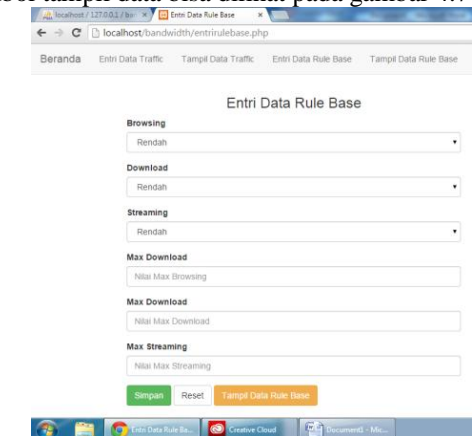 tampil data bisa dilihat pada gambar 4.7
localhost / 127.0.0.1 / ban Entri Data Rule Base
localhost/bandwidth/entrirulebase.php
Beranda Entri Data Traffic Tampil Data Traffic Entri Data Rule Base Tampil Data Rule Base
Entri Data Rule Base
Browsing
Rendah
Download
Rendah
Streaming
Rendah
Max Download
Nilai Max Browsing
Max Download
Nilai Max Download
Max Streaming
Nilai Max Streaming
Simpan Reset Tampil Data Rule Base
Entri Data Rule Ba... Creative Cloud Document1 - Mic...